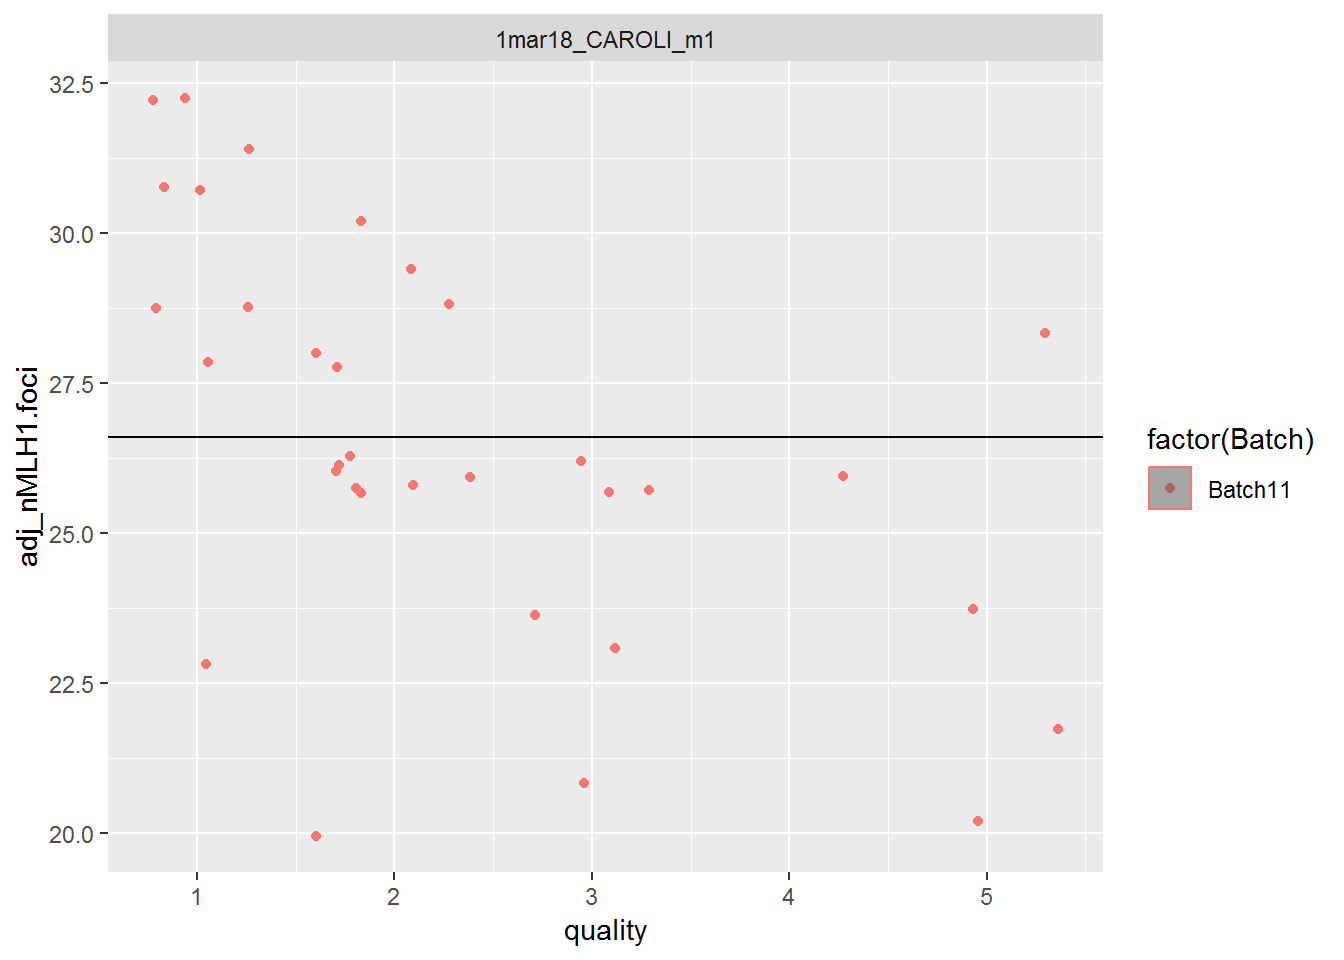 1mar18_CAROLI_m1
32.5
30.0
27.5
25.0
22.5
20.0
adj_nMLH1.foci
1 2 3 4 5
quality
factor(Batch)
Batch11